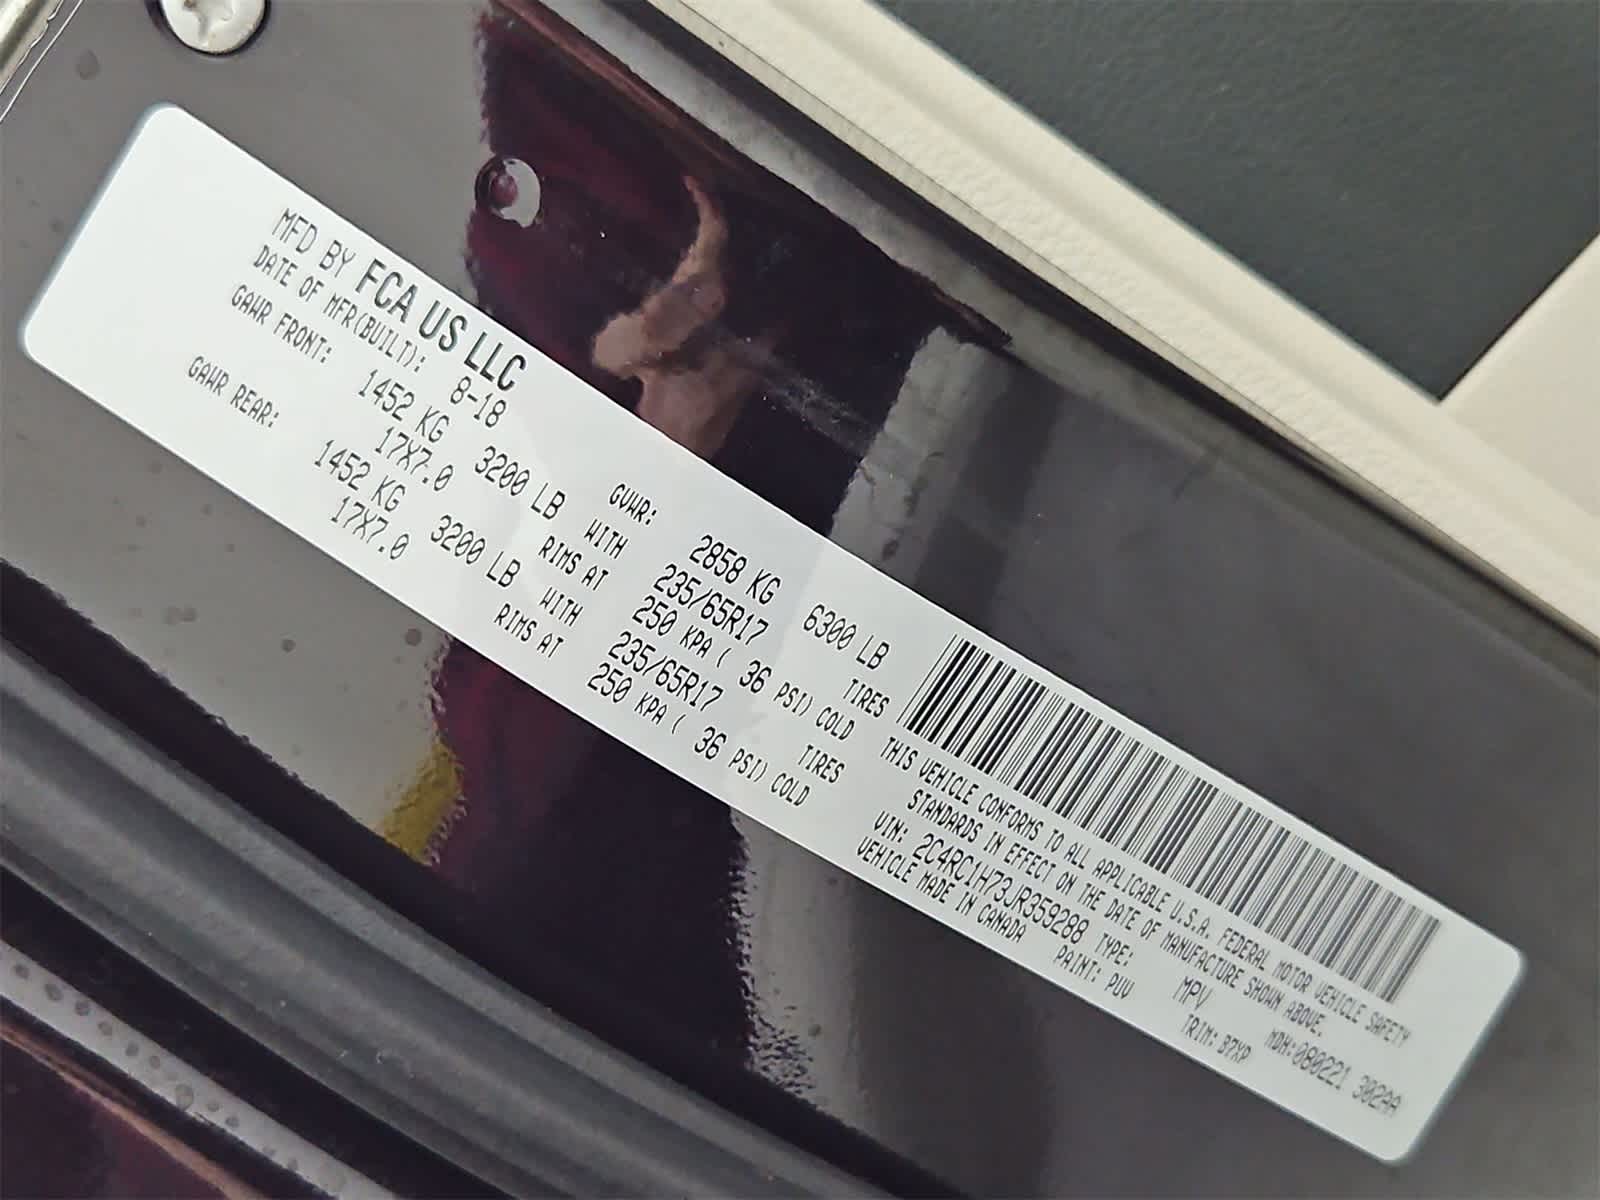 MFD BY FCA US LLC
DATE OF MFR(BUILT): 8-18 GVWR: 2858 KG 6300 LB
GAWR FRONT: 1452 KG 3200 LB WITH 235/65R17 TIRES
17X7.0 RIMS AT 250 KPA ( 36 PSI) COLD
GAWR REAR: 1452 KG 3200 LB WITH 235/65R17 TIRES
17X7.0 RIMS AT 250 KPA ( 36 PSI) COLD
THIS VEHICLE CONFORMS TO ALL APPLICABLE U.S.A. FEDERAL MOTOR VEHICLE SAFETY
STANDARDS IN EFFECT ON THE DATE OF MANUFACTURE SHOWN ABOVE.
VIN: 2C4RC1H73JR359288 TYPE: MPV MDH:080221 302AA
VEHICLE MADE IN CANADA PAINT: PUV TRIM: B7XP